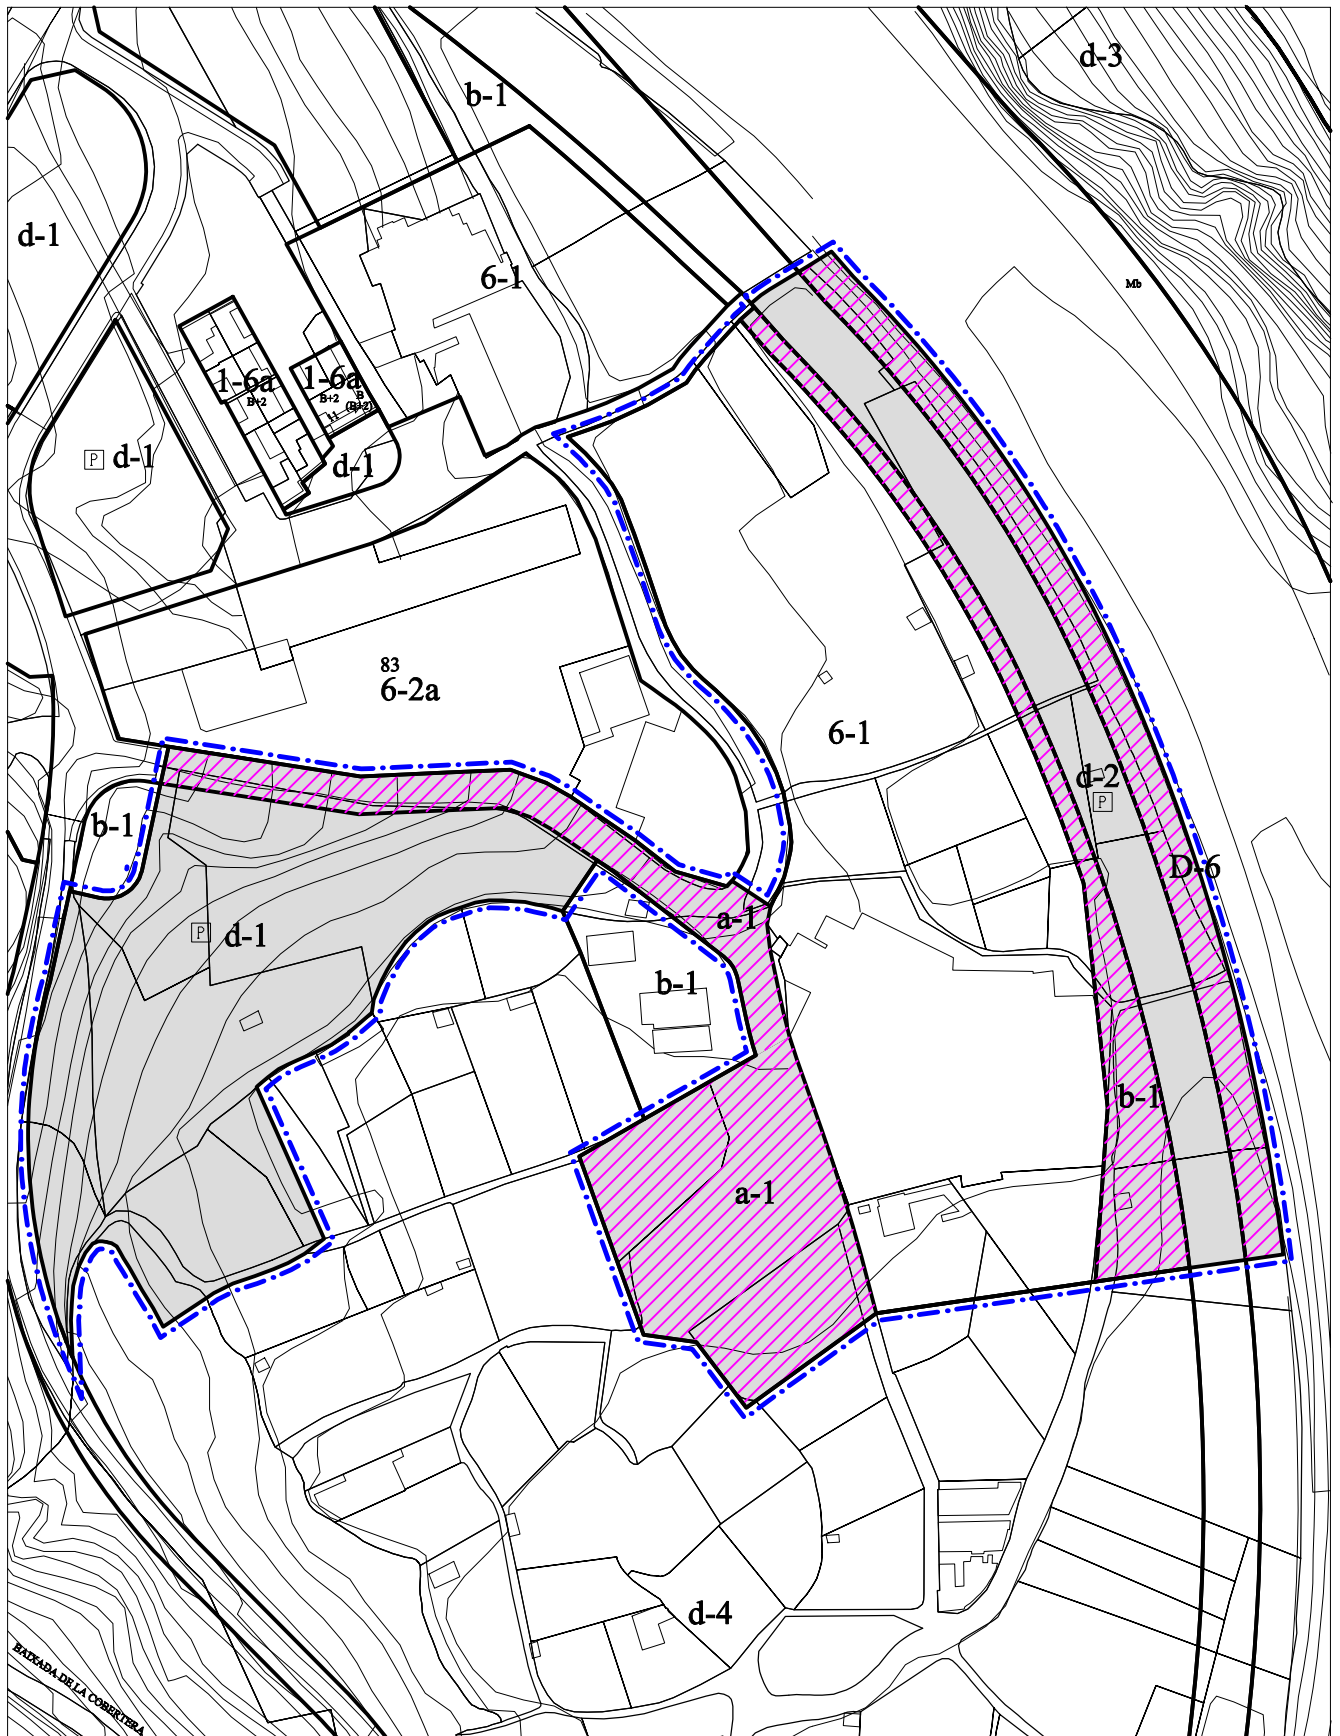 d-3
b-1
d-1
6-1
Mb
1-6a
B+2
1-6a
B+2
B
(B+2)
P
d-1
d-1
83
6-2a
6-1
d-2
P
b-1
D-6
a-1
P
d-1
b-1
b-1
a-1
d-4
BAIXADA DE LA COBERTERA